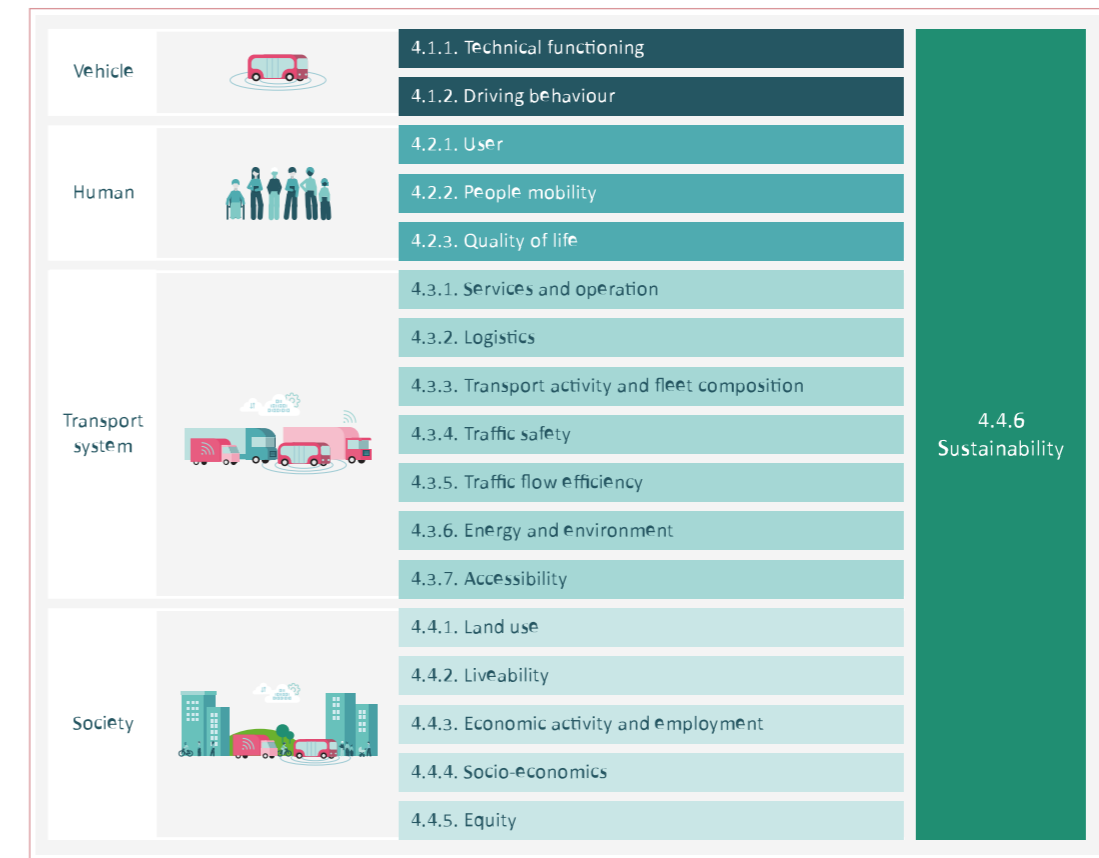 Vehicle
4.1.1. Technical functioning
4.1.2. Driving behaviour
Human
4.2.1. User
4.2.2. People mobility
4.2.3. Quality of life
Transport
system
4.3.1. Services and operation
4.3.2. Logistics
4.3.3. Transport activity and fleet composition
4.3.4. Traffic safety
4.3.5. Traffic flow efficiency
4.3.6. Energy and environment
4.3.7. Accessibility
Society
4.4.1. Land use
4.4.2. Liveability
4.4.3. Economic activity and employment
4.4.4. Socio-economics
4.4.5. Equity
4.4.6
Sustainability